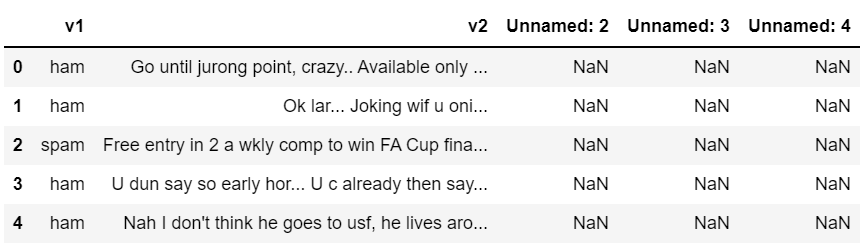 v1 v2 Unnamed: 2 Unnamed: 3 Unnamed: 4
0 ham Go until jurong point, crazy.. Available only ... NaN NaN NaN
1 ham Ok lar... Joking wif u oni... NaN NaN NaN
2 spam Free entry in 2 a wkly comp to win FA Cup fina... NaN NaN NaN
3 ham U dun say so early hor... U c already then say... NaN NaN NaN
4 ham Nah I don't think he goes to usf, he lives aro... NaN NaN NaN